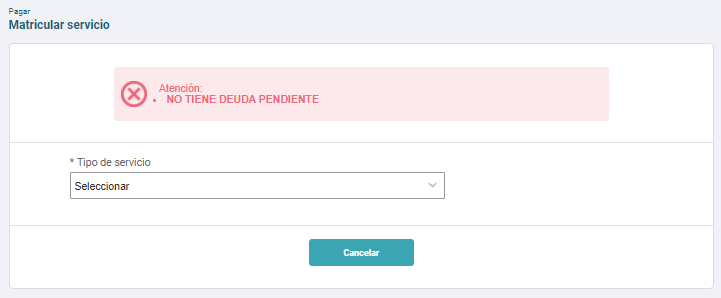 Pagar
Matricular servicio
Atención:
• NO TIENE DEUDA PENDIENTE
* Tipo de servicio
Seleccionar
Cancelar